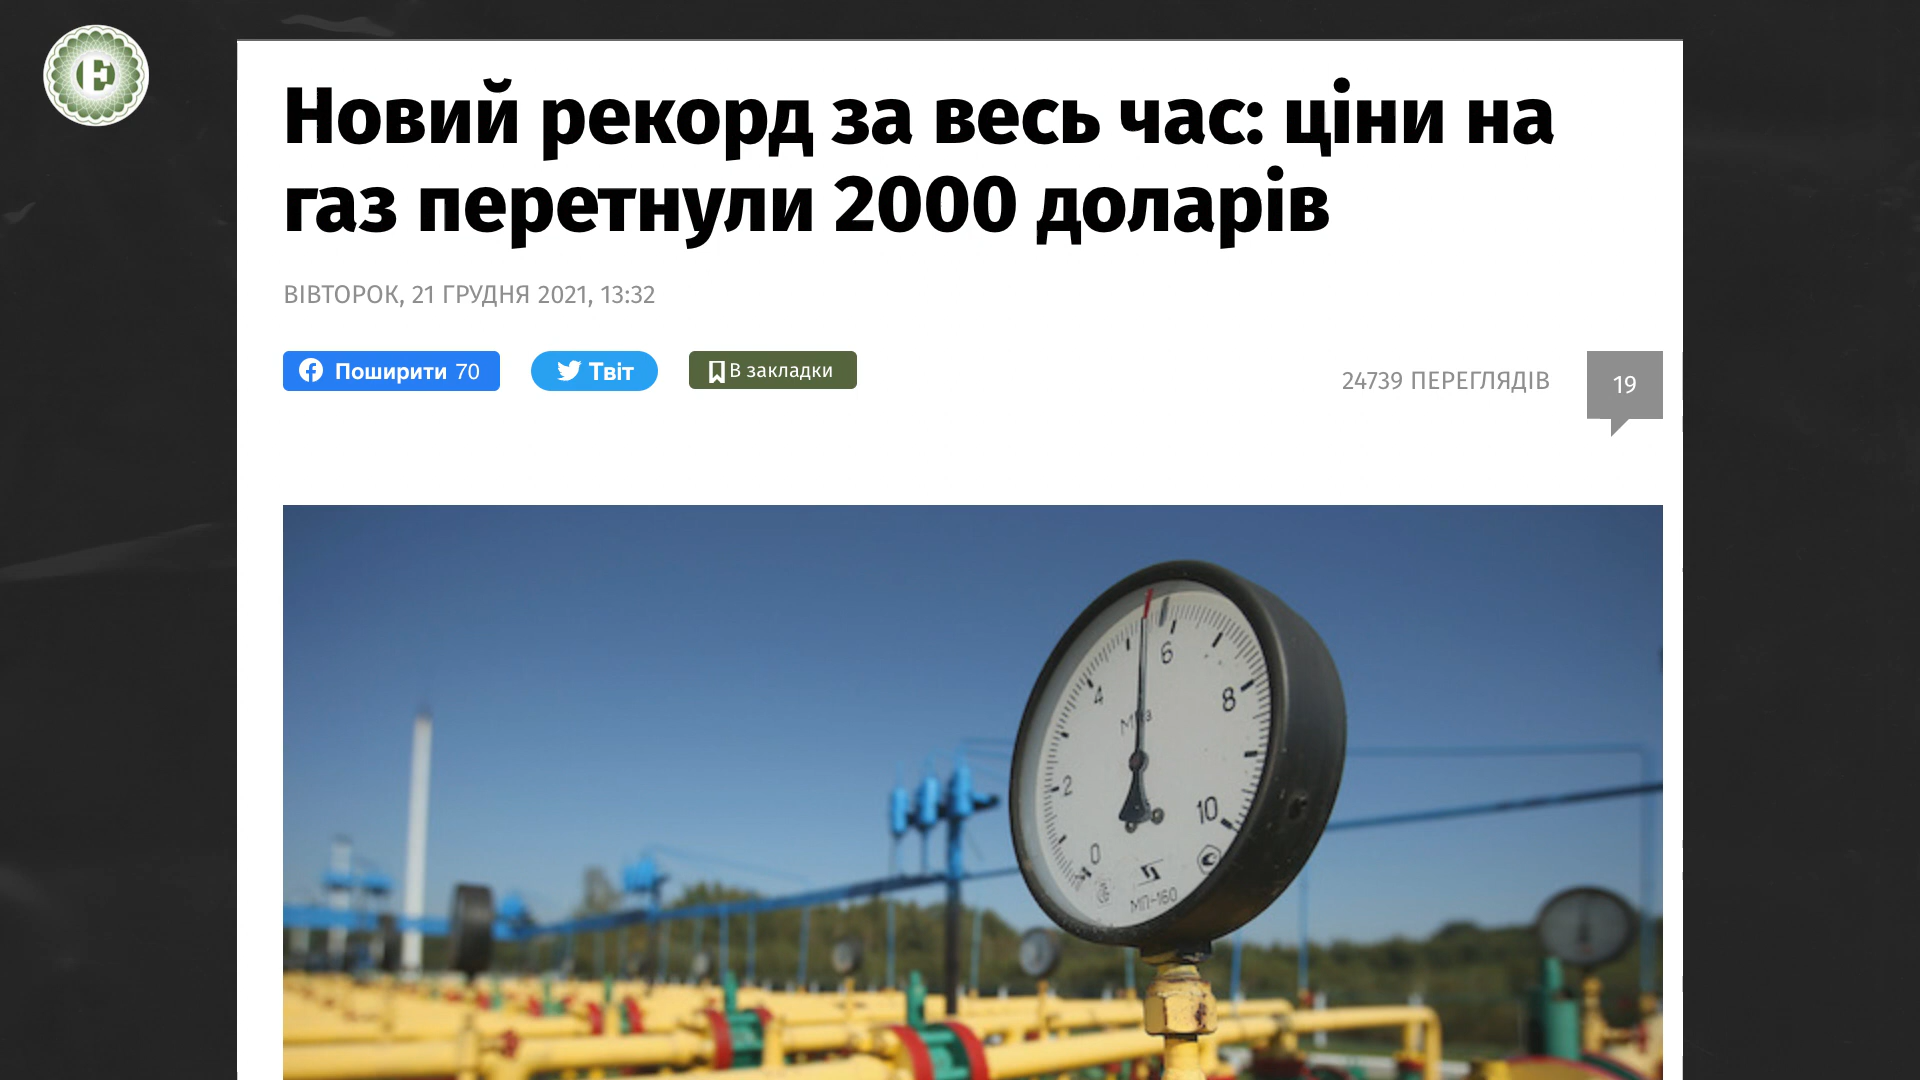 Новий рекорд за весь час: ціни на
газ перетнули 2000 доларів
ВІВТОРОК, 21 ГРУДНЯ 2021, 13:32
Поширити 70
Твіт
В закладки
24739 ПЕРЕГЛЯДІВ
19
6
4
8
МПа
2
10
0
МП-160